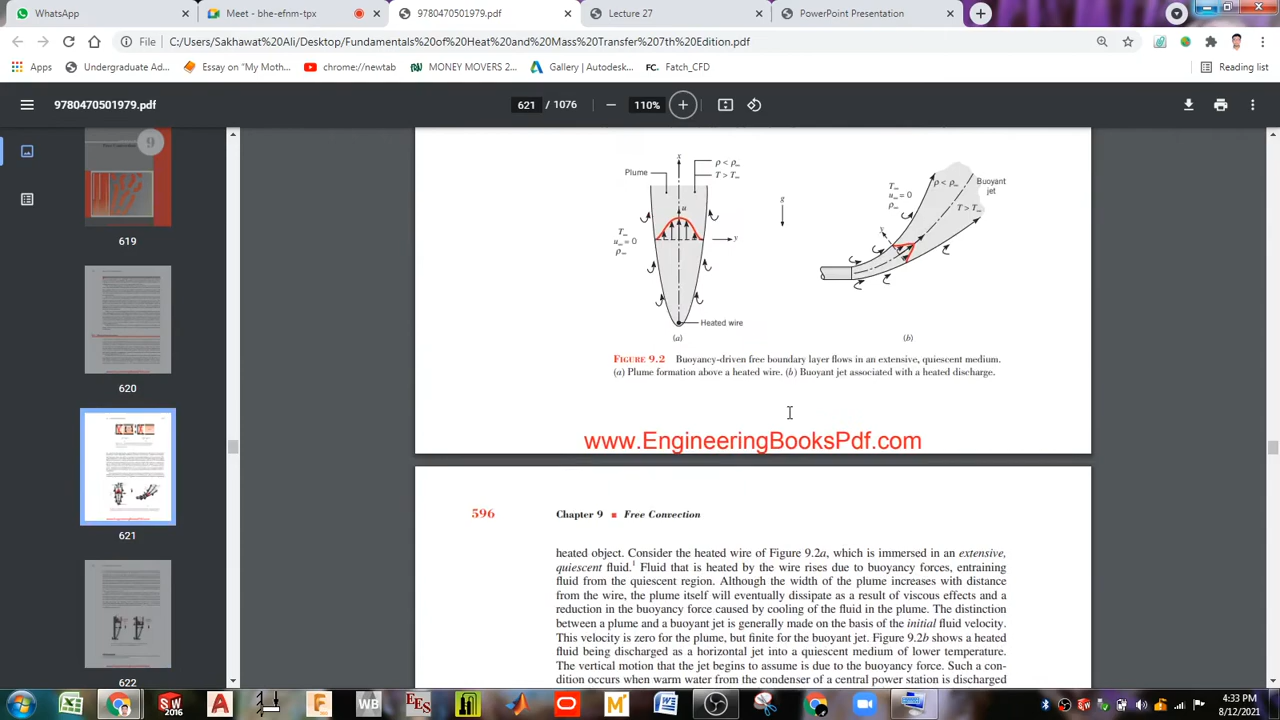 WhatsApp
Meet - bhe-efrm-tpx
9780470501979.pdf
Lecture 27
PowerPoint Presentation
File
C:/Users/Sakhawat Ali/Desktop/Fundamentals%20of%20Heat%20and%20Mass%20Transfer%207th%20Edition.pdf
Apps
Undergraduate Ad...
Essay on "My Moth...
chrome://newtab
MONEY MOVERS 2...
Gallery | Autodesk...
FC. Fatch_CFD
Reading list
9780470501979.pdf
621 / 1076
110%
9
619
620
621
622
x
Plume
ρ < ρ∞
T > T∞
u
T∞
u∞ = 0
ρ∞
y
Heated wire
(a)
g
T∞
u∞ = 0
ρ∞
ρ < ρ∞
Buoyant
jet
T > T∞
(b)
FIGURE 9.2 Buoyancy-driven free boundary layer flows in an extensive, quiescent medium.
(a) Plume formation above a heated wire. (b) Buoyant jet associated with a heated discharge.
www.EngineeringBooksPdf.com
596 Chapter 9 ■ Free Convection
heated object. Consider the heated wire of Figure 9.2a, which is immersed in an extensive,
quiescent fluid.1 Fluid that is heated by the wire rises due to buoyancy forces, entraining
fluid from the quiescent region. Although the width of the plume increases with distance
from the wire, the plume itself will eventually dissipate as a result of viscous effects and a
reduction in the buoyancy force caused by cooling of the fluid in the plume. The distinction
between a plume and a buoyant jet is generally made on the basis of the initial fluid velocity.
This velocity is zero for the plume, but finite for the buoyant jet. Figure 9.2b shows a heated
fluid being discharged as a horizontal jet into a quiescent medium of lower temperature.
The vertical motion that the jet begins to assume is due to the buoyancy force. Such a con-
dition occurs when warm water from the condenser of a central power station is discharged
SW
2016
A
F
WB
EES
M
W
4:33 PM
8/12/2021